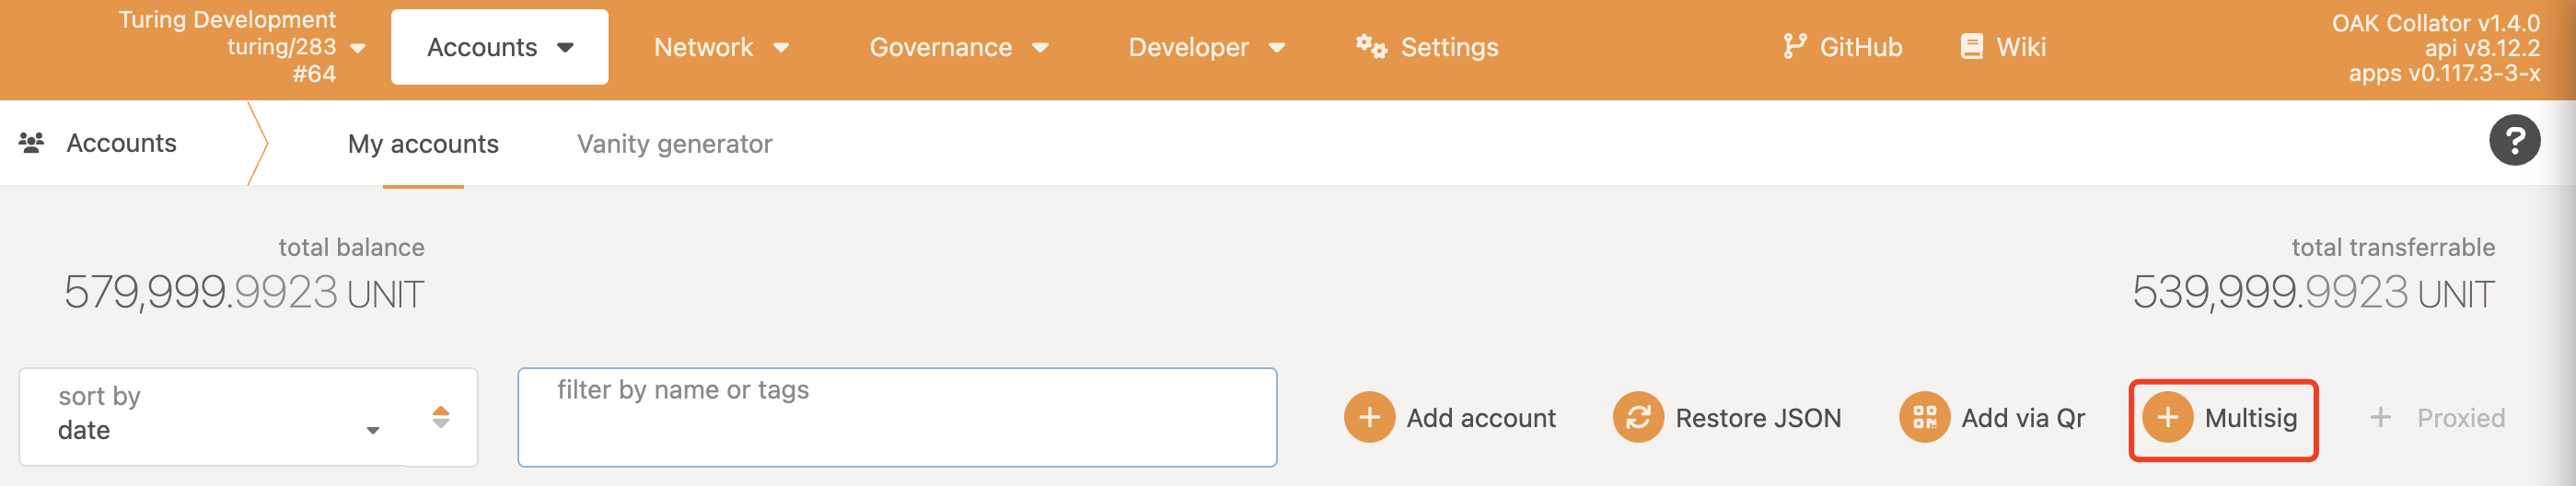 Turing Development
turing/283
#64
Accounts
Network
Governance
Developer
Settings
GitHub
Wiki
OAK Collator v1.4.0
api v8.12.2
apps v0.117.3-3-x
Accounts
My accounts
Vanity generator
?
total balance
579,999.9923 UNIT
total transferrable
539,999.9923 UNIT
sort by
date
filter by name or tags
Add account
Restore JSON
Add via Qr
Multisig
Proxied